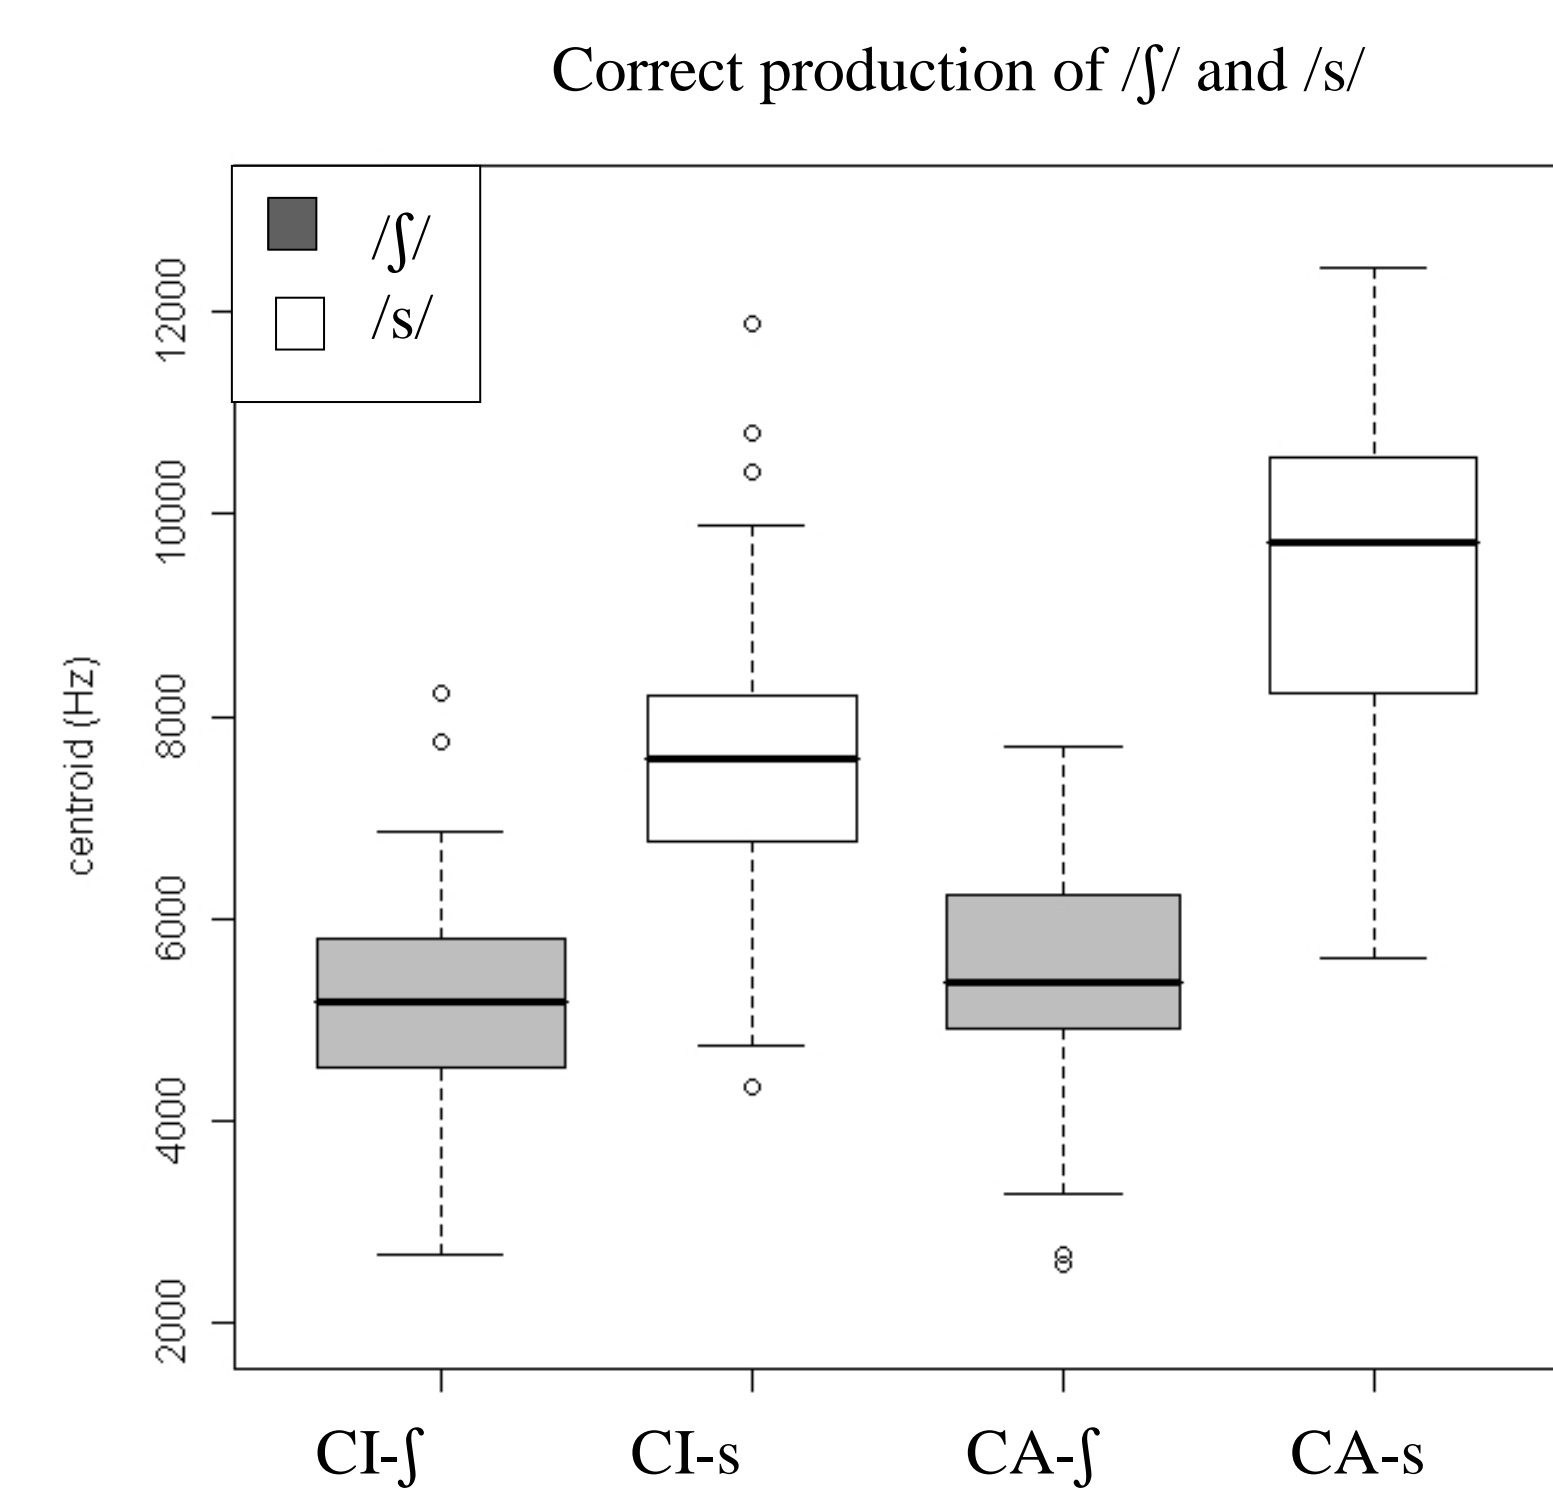 Correct production of /ʃ/ and /s/
/ʃ/
/s/
centroid (Hz)
12000
10000
8000
6000
4000
2000
CI-ʃ CI-s CA-ʃ CA-s